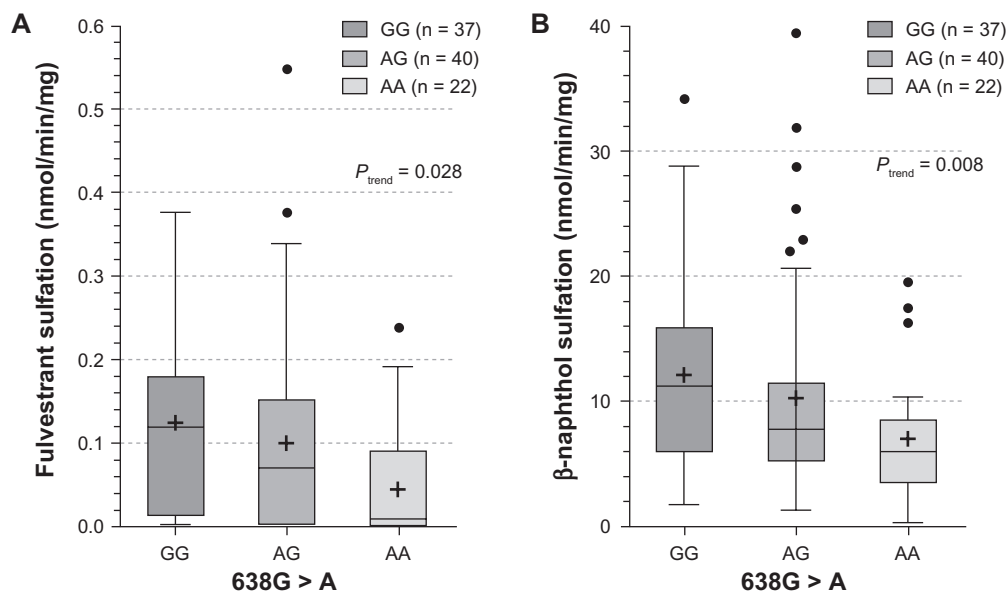 A
Fulvestrant sulfation (nmol/min/mg)
0.6
0.5
0.4
0.3
0.2
0.1
0.0
GG (n = 37)
AG (n = 40)
AA (n = 22)
Ptrend = 0.028
GG AG AA
638G > A
B
β-naphthol sulfation (nmol/min/mg)
40
30
20
10
0
GG (n = 37)
AG (n = 40)
AA (n = 22)
Ptrend = 0.008
GG AG AA
638G > A